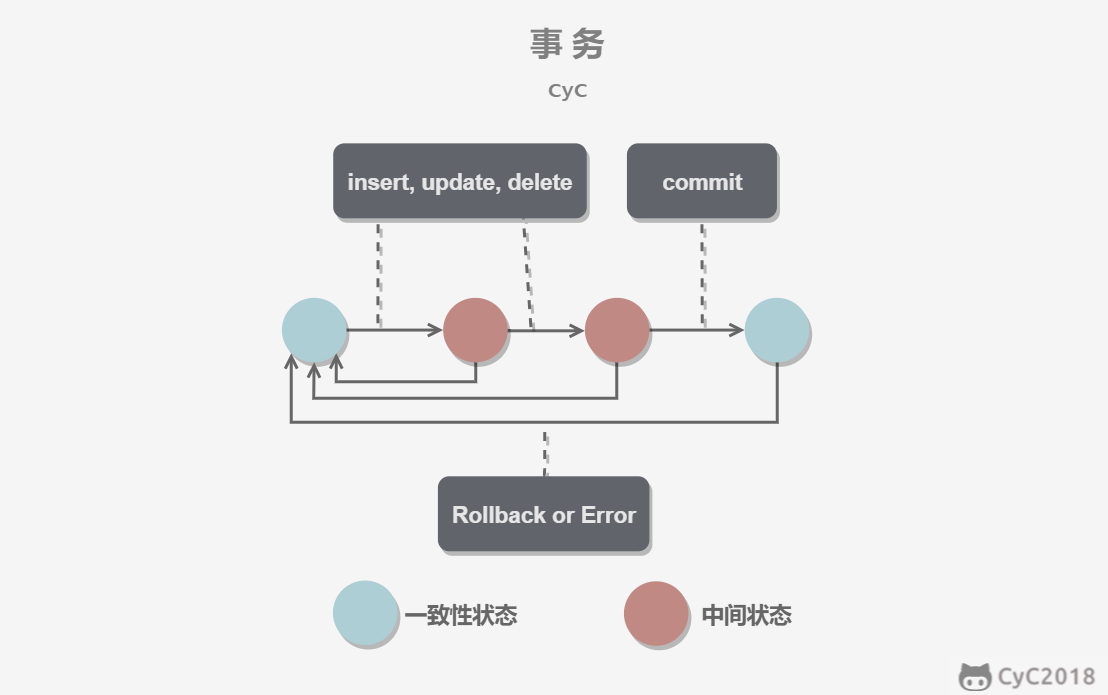 事务
CyC
insert, update, delete
commit
Rollback or Error
一致性状态
中间状态
CyC2018